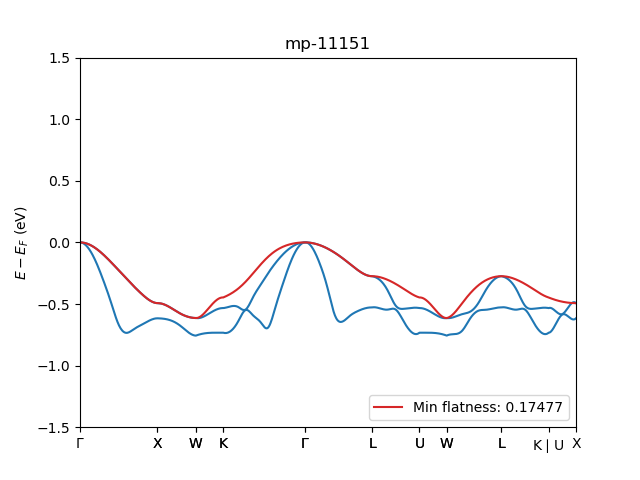 mp-11151
1.5
1.0
0.5
0.0
−0.5
−1.0
−1.5
E − E_F (eV)
Min flatness: 0.17477
Γ X W K Γ L U W L K | U X